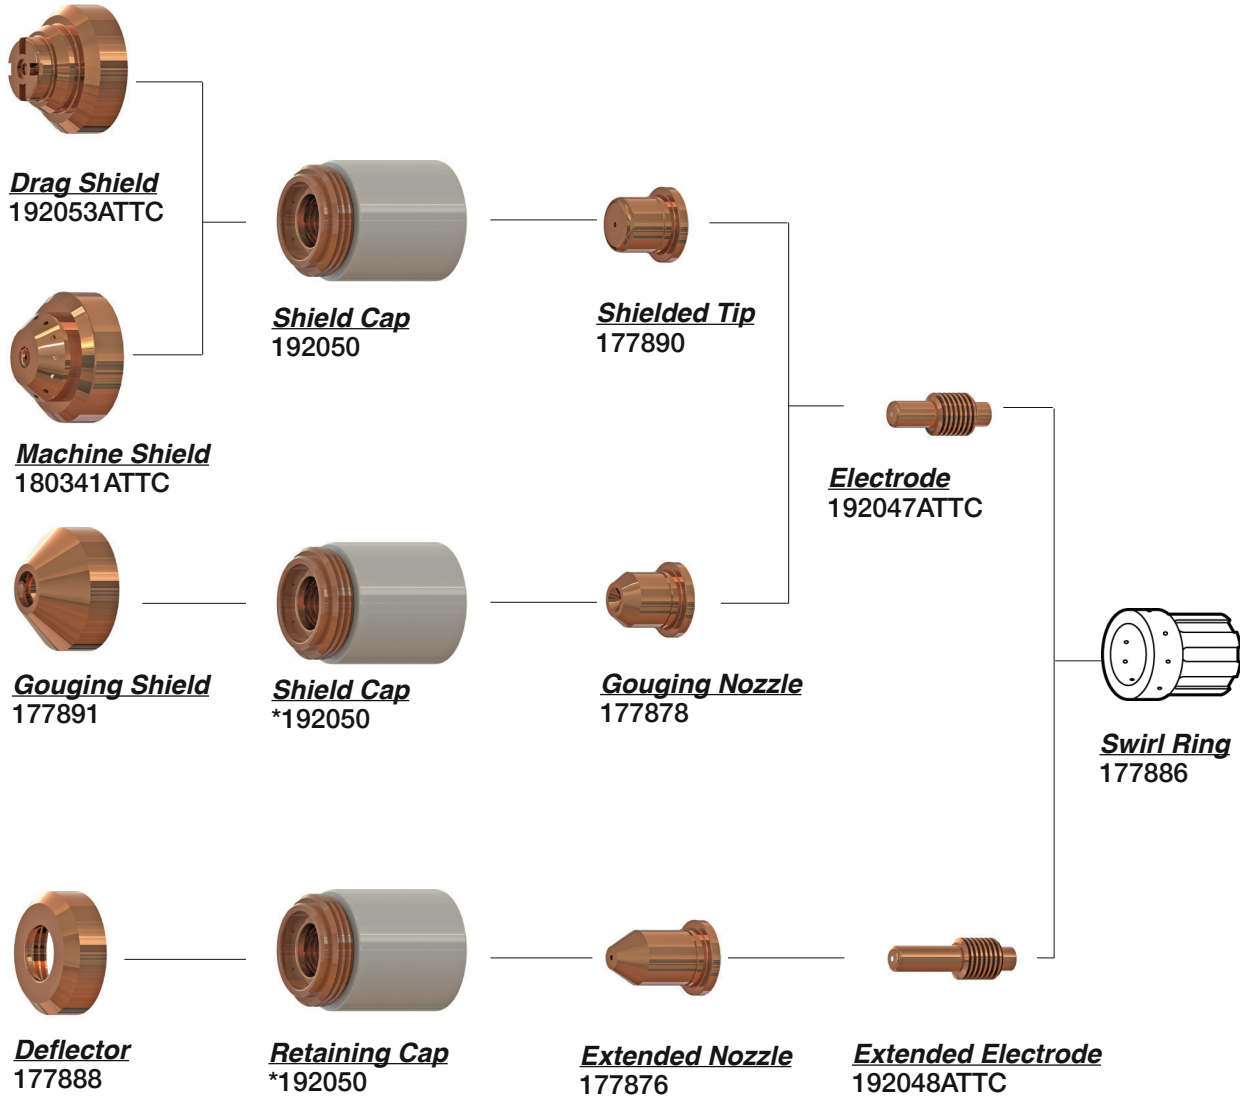 Drag Shield
192053ATTC
Shield Cap
192050
Shielded Tip
177890
Machine Shield
180341ATTC
Electrode
192047ATTC
Gouging Shield
177891
Shield Cap
*192050
Gouging Nozzle
177878
Swirl Ring
177886
Deflector
177888
Retaining Cap
*192050
Extended Nozzle
177876
Extended Electrode
192048ATTC